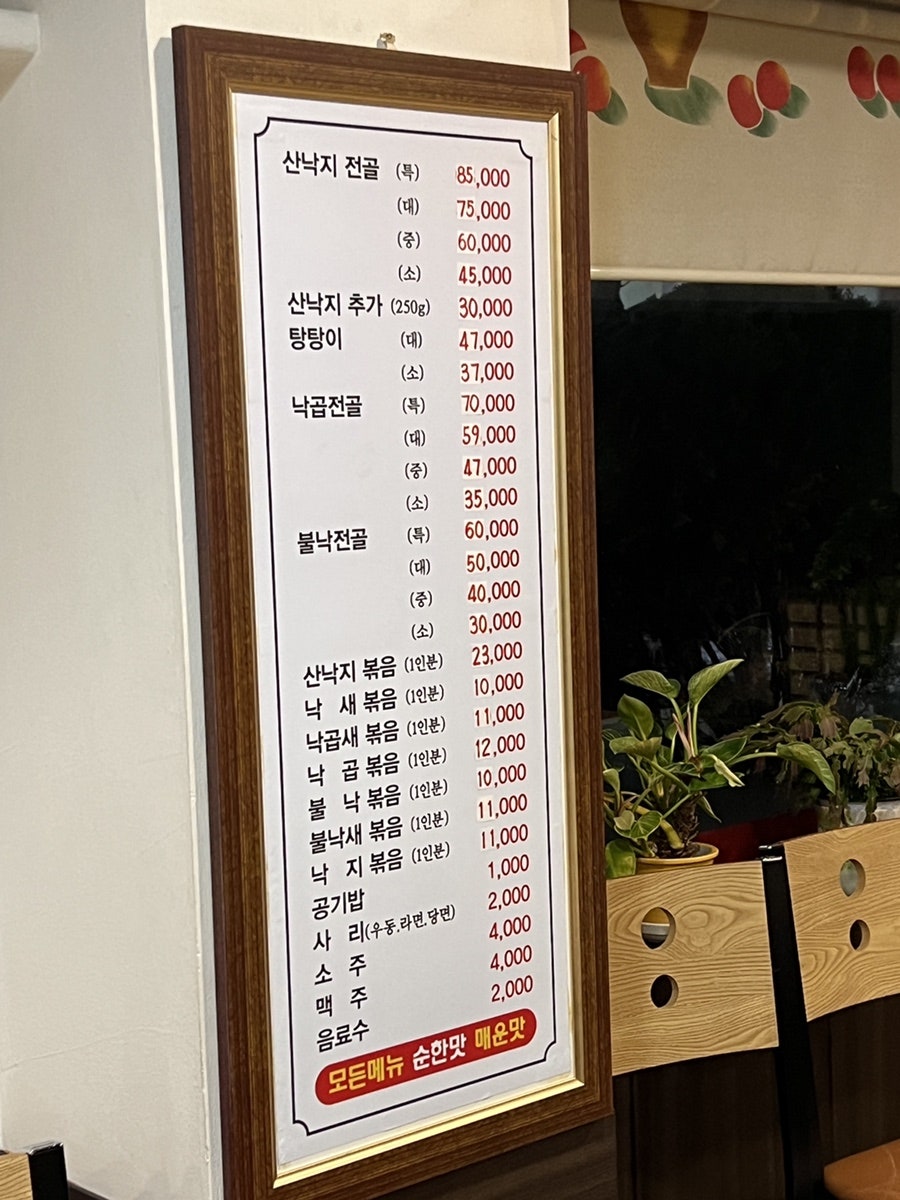 산낙지 전골 (특) 85,000
(대) 75,000
(중) 60,000
(소) 45,000
산낙지 추가 (250g) 30,000
탕탕이 (대) 47,000
(소) 37,000
낙곱전골 (특) 70,000
(대) 59,000
(중) 47,000
(소) 35,000
불낙전골 (특) 60,000
(대) 50,000
(중) 40,000
(소) 30,000
산낙지 볶음 (1인분) 23,000
낙 새 볶음 (1인분) 10,000
낙곱새 볶음 (1인분) 11,000
낙 곱 볶음 (1인분) 12,000
불 낙 볶음 (1인분) 10,000
불낙새 볶음 (1인분) 11,000
낙 지 볶음 (1인분) 11,000
공기밥 1,000
사 리(우동.라면.당면) 2,000
소 주 4,000
맥 주 4,000
음료수 2,000
모든메뉴 순한맛 매운맛